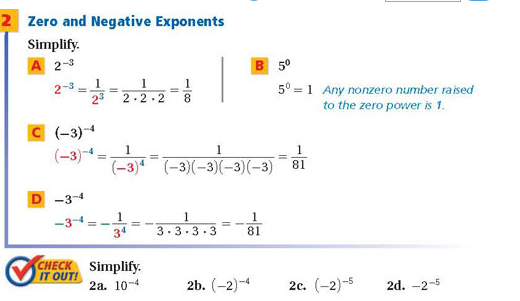 2 Zero and Negative Exponents
Simplify.
A 2⁻³
2⁻³ = 1/2³ = 1/(2 · 2 · 2) = 1/8
B 5⁰
5⁰ = 1 Any nonzero number raised
to the zero power is 1.
C (−3)⁻⁴
(−3)⁻⁴ = 1/(−3)⁴ = 1/((−3)(−3)(−3)(−3)) = 1/81
D −3⁻⁴
−3⁻⁴ = −1/3⁴ = −1/(3 · 3 · 3 · 3) = −1/81
CHECK
IT OUT!
Simplify.
2a. 10⁻⁴ 2b. (−2)⁻⁴ 2c. (−2)⁻⁵ 2d. −2⁻⁵